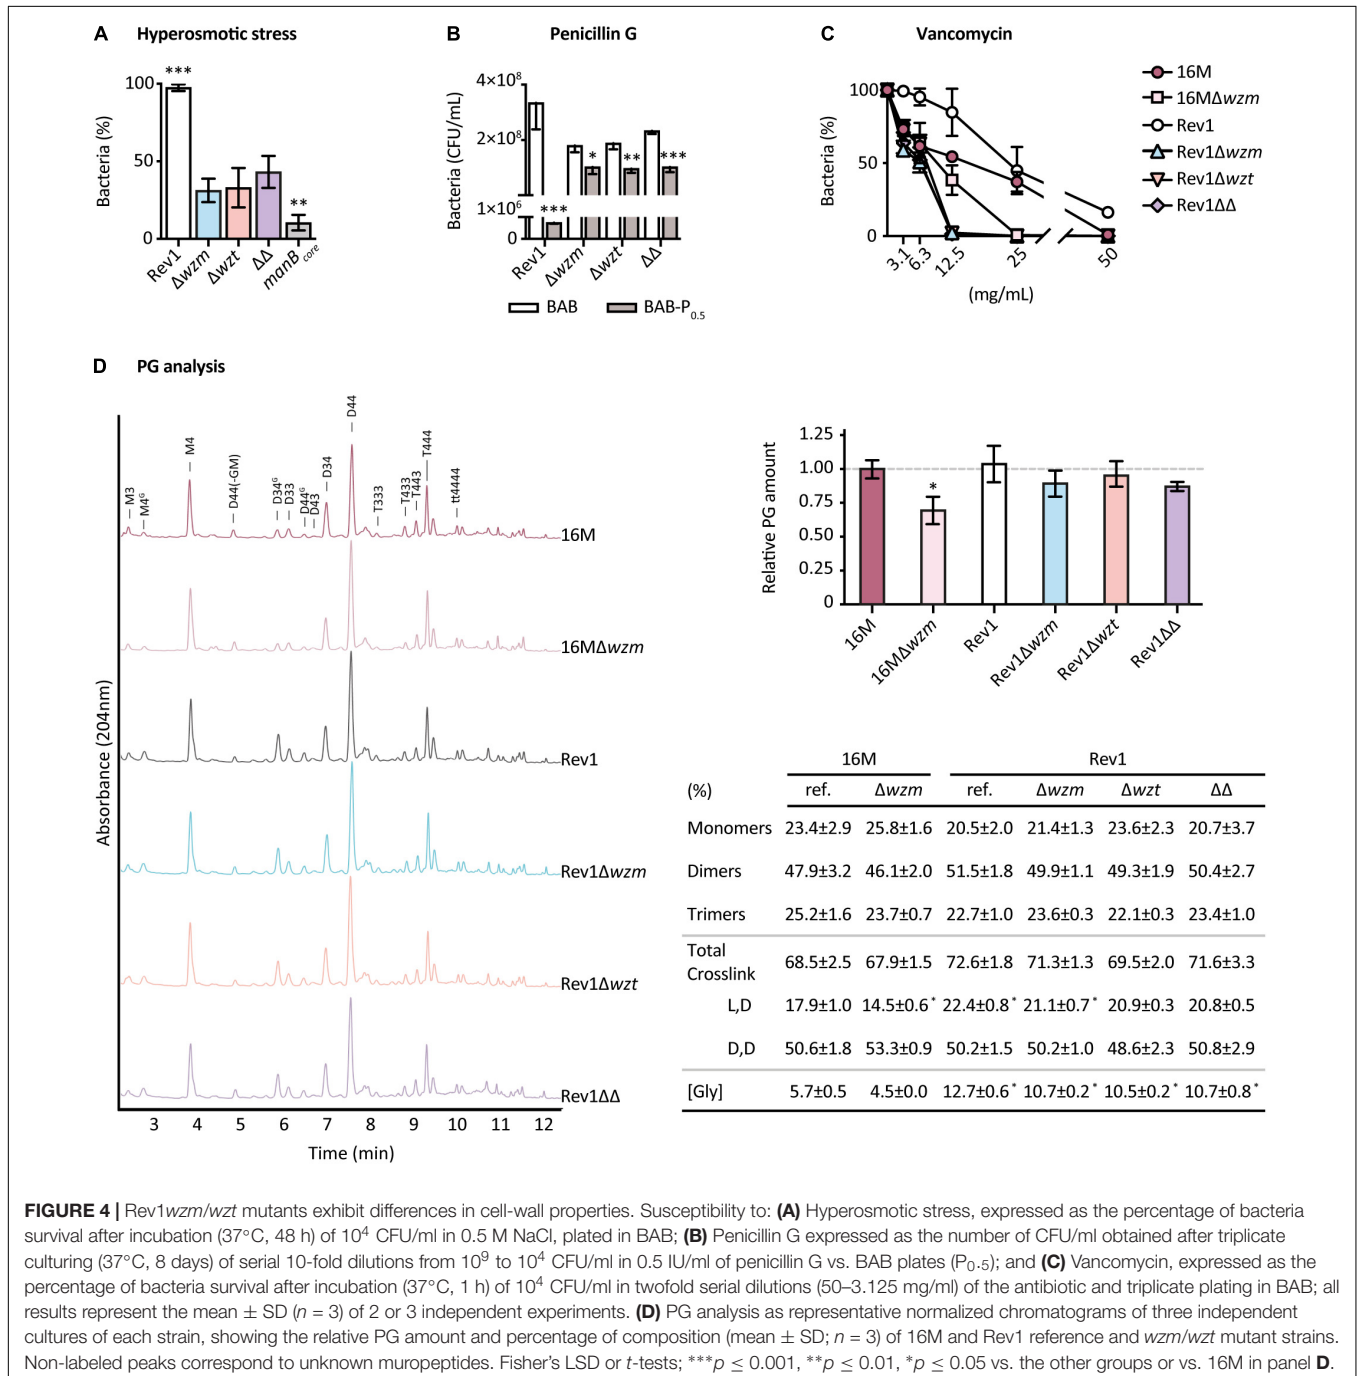 A Hyperosmotic stress
***
100
50
0
Bacteria (%)
**
Rev1
Δwzm
Δwzt
ΔΔ
manB core
B Penicillin G
4×10⁸
2×10⁸
1×10⁶
0
Bacteria (CFU/mL)
***
*
**
***
Rev1
Δwzm
Δwzt
ΔΔ
BAB
BAB-P0.5
C Vancomycin
100
50
0
Bacteria (%)
3.1
6.3
12.5
25
50
(mg/mL)
16M
16MΔwzm
Rev1
Rev1Δwzm
Rev1Δwzt
Rev1ΔΔ
D PG analysis
M3
M4ᴳ
M4
D44(-GM)
D34ᴳ
D33
D44ᴳ
D43
D34
D44
T333
T433
T443
T444
tt4444
16M
16MΔwzm
Rev1
Rev1Δwzm
Rev1Δwzt
Rev1ΔΔ
Absorbance (204nm)
3 4 5 6 7 8 9 10 11 12
Time (min)
1.25
1.00
0.75
0.50
0.25
0
Relative PG amount
*
16M
16MΔwzm
Rev1
Rev1Δwzm
Rev1Δwzt
Rev1ΔΔ
16M Rev1
(%) ref. Δwzm ref. Δwzm Δwzt ΔΔ
Monomers 23.4±2.9 25.8±1.6 20.5±2.0 21.4±1.3 23.6±2.3 20.7±3.7
Dimers 47.9±3.2 46.1±2.0 51.5±1.8 49.9±1.1 49.3±1.9 50.4±2.7
Trimers 25.2±1.6 23.7±0.7 22.7±1.0 23.6±0.3 22.1±0.3 23.4±1.0
Total
Crosslink 68.5±2.5 67.9±1.5 72.6±1.8 71.3±1.3 69.5±2.0 71.6±3.3
L,D 17.9±1.0 14.5±0.6* 22.4±0.8* 21.1±0.7* 20.9±0.3 20.8±0.5
D,D 50.6±1.8 53.3±0.9 50.2±1.5 50.2±1.0 48.6±2.3 50.8±2.9
[Gly] 5.7±0.5 4.5±0.0 12.7±0.6* 10.7±0.2* 10.5±0.2* 10.7±0.8*
FIGURE 4 | Rev1wzm/wzt mutants exhibit differences in cell-wall properties. Susceptibility to: (A) Hyperosmotic stress, expressed as the percentage of bacteria
survival after incubation (37°C, 48 h) of 10⁴ CFU/ml in 0.5 M NaCl, plated in BAB; (B) Penicillin G expressed as the number of CFU/ml obtained after triplicate
culturing (37°C, 8 days) of serial 10-fold dilutions from 10⁹ to 10⁴ CFU/ml in 0.5 IU/ml of penicillin G vs. BAB plates (P0.5); and (C) Vancomycin, expressed as the
percentage of bacteria survival after incubation (37°C, 1 h) of 10⁴ CFU/ml in twofold serial dilutions (50–3.125 mg/ml) of the antibiotic and triplicate plating in BAB; all
results represent the mean ± SD (n = 3) of 2 or 3 independent experiments. (D) PG analysis as representative normalized chromatograms of three independent
cultures of each strain, showing the relative PG amount and percentage of composition (mean ± SD; n = 3) of 16M and Rev1 reference and wzm/wzt mutant strains.
Non-labeled peaks correspond to unknown muropeptides. Fisher's LSD or t-tests; ***p ≤ 0.001, **p ≤ 0.01, *p ≤ 0.05 vs. the other groups or vs. 16M in panel D.